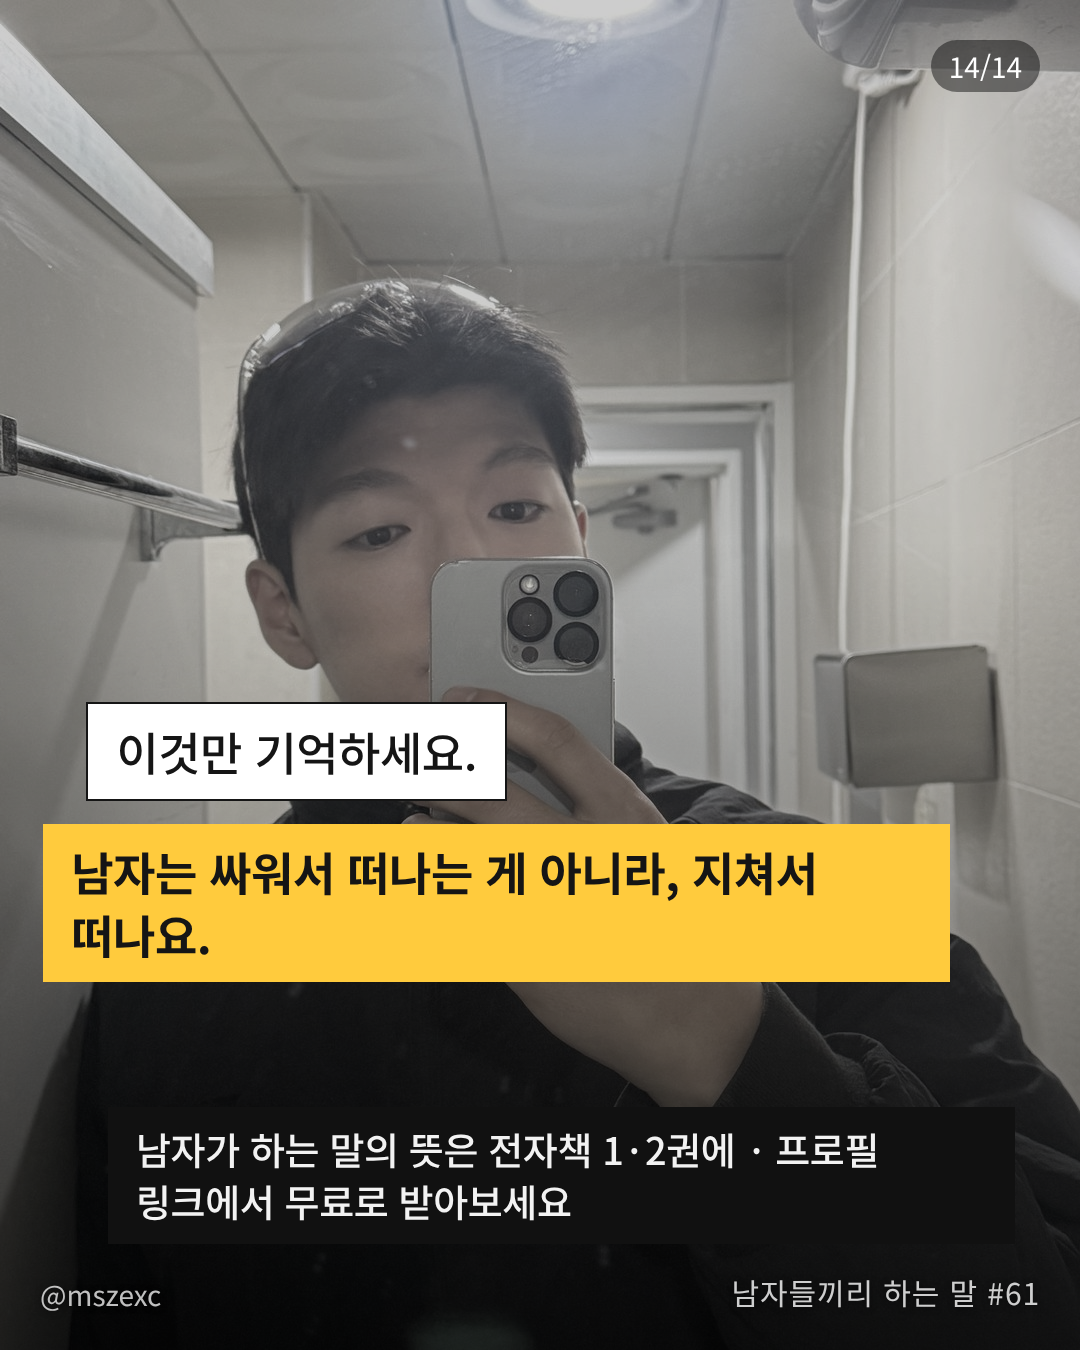 14/14
이것만 기억하세요.
남자는 싸워서 떠나는 게 아니라, 지쳐서
떠나요.
남자가 하는 말의 뜻은 전자책 1·2권에 · 프로필
링크에서 무료로 받아보세요
@mszexc
남자들끼리 하는 말 #61